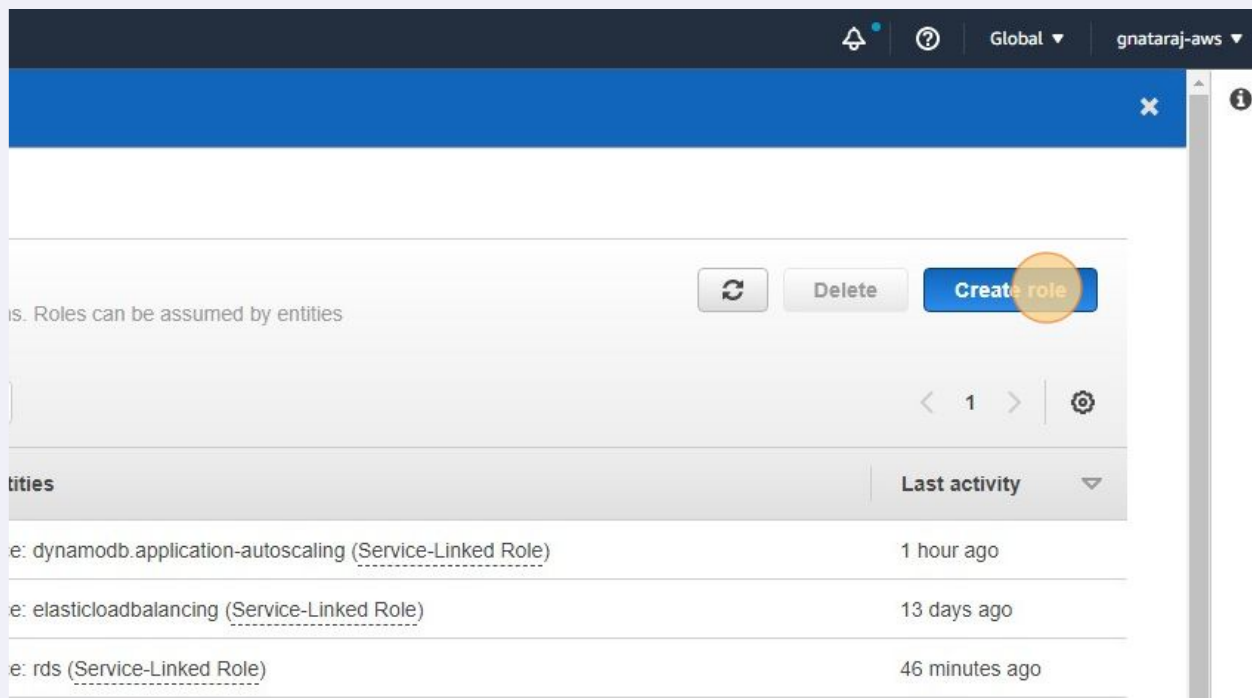 Global gnataraj-aws
Delete Create role
s. Roles can be assumed by entities
1
tities Last activity
e: dynamodb.application-autoscaling (Service-Linked Role) 1 hour ago
e: elasticloadbalancing (Service-Linked Role) 13 days ago
e: rds (Service-Linked Role) 46 minutes ago